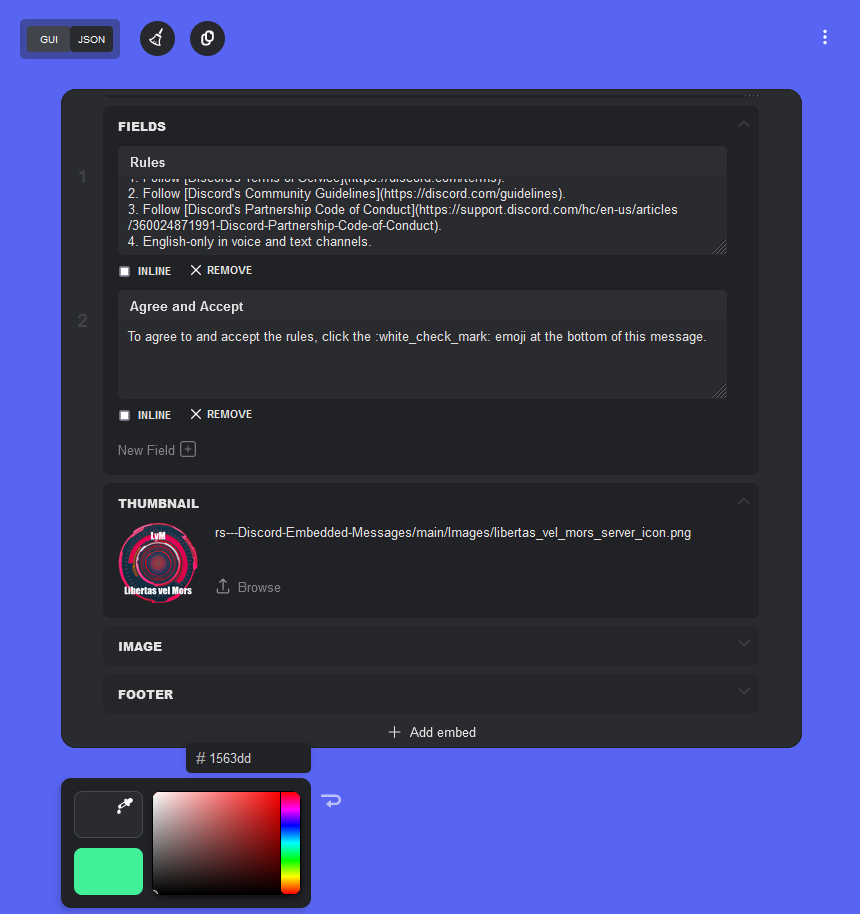 GUI JSON
FIELDS
1
Rules
1. Follow [Discord's Terms of Service](https://discord.com/terms).
2. Follow [Discord's Community Guidelines](https://discord.com/guidelines).
3. Follow [Discord's Partnership Code of Conduct](https://support.discord.com/hc/en-us/articles
/360024871991-Discord-Partnership-Code-of-Conduct).
4. English-only in voice and text channels.
INLINE REMOVE
2
Agree and Accept
To agree to and accept the rules, click the :white_check_mark: emoji at the bottom of this message.
INLINE REMOVE
New Field
THUMBNAIL
LvM
Libertas vel Mors
rs---Discord-Embedded-Messages/main/Images/libertas_vel_mors_server_icon.png
Browse
IMAGE
FOOTER
Add embed
# 1563dd